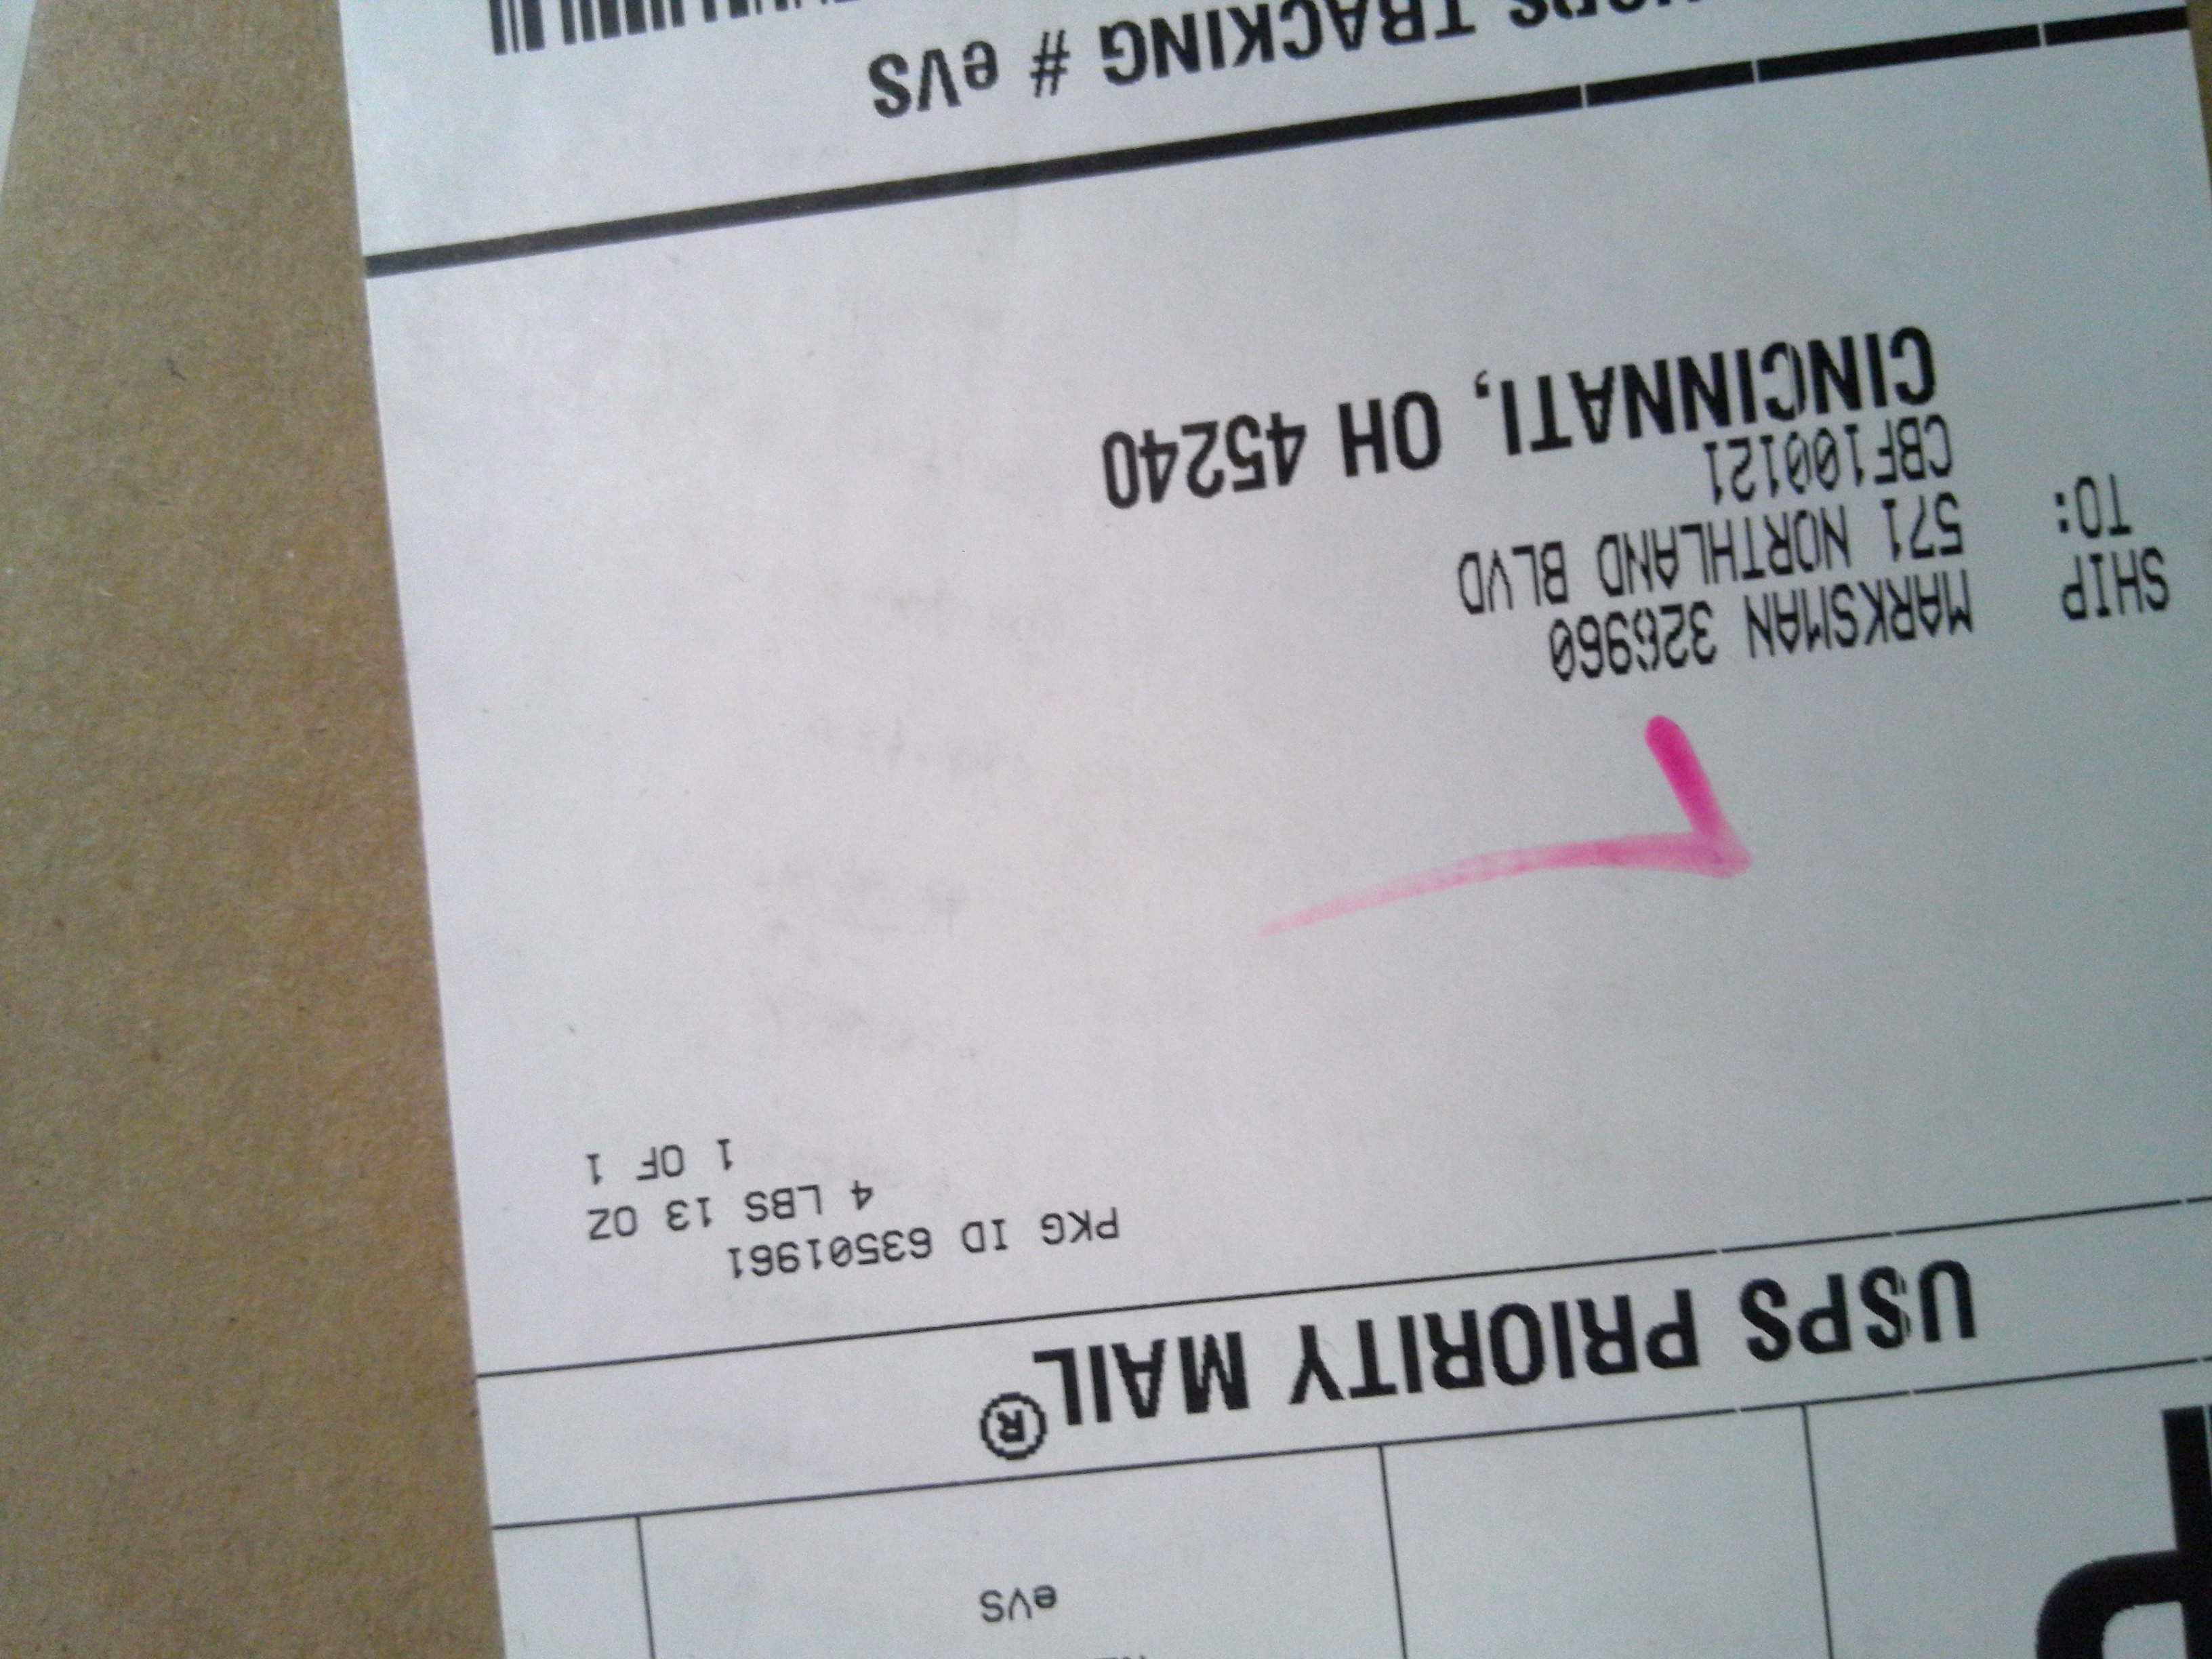 P
eVS
USPS PRIORITY MAIL®
PKG ID 63501961
4 LBS 13 OZ
1 OF 1
SHIP
TO:
MARKSMAN 326960
571 NORTHLAND BLVD
CBF100121
CINCINNATI, OH 45240
USPS TRACKING # eVS